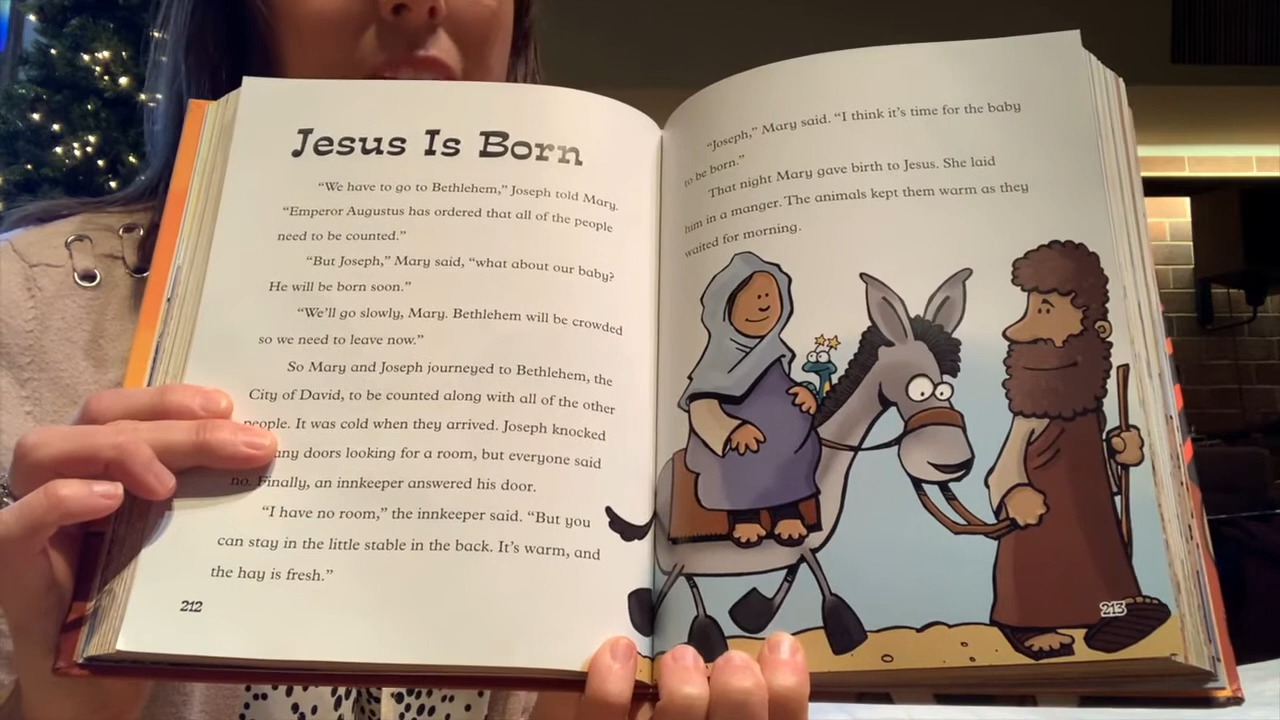 Jesus Is Born
“We have to go to Bethlehem,” Joseph told Mary.
“Emperor Augustus has ordered that all of the people
need to be counted.”
“But Joseph,” Mary said, “what about our baby?
He will be born soon.”
“We’ll go slowly, Mary. Bethlehem will be crowded
so we need to leave now.”
So Mary and Joseph journeyed to Bethlehem, the
City of David, to be counted along with all of the other
people. It was cold when they arrived. Joseph knocked
any doors looking for a room, but everyone said
no. Finally, an innkeeper answered his door.
“I have no room,” the innkeeper said. “But you
can stay in the little stable in the back. It’s warm, and
the hay is fresh.”
212
“Joseph,” Mary said. “I think it’s time for the baby
to be born.”
That night Mary gave birth to Jesus. She laid
him in a manger. The animals kept them warm as they
waited for morning.
213